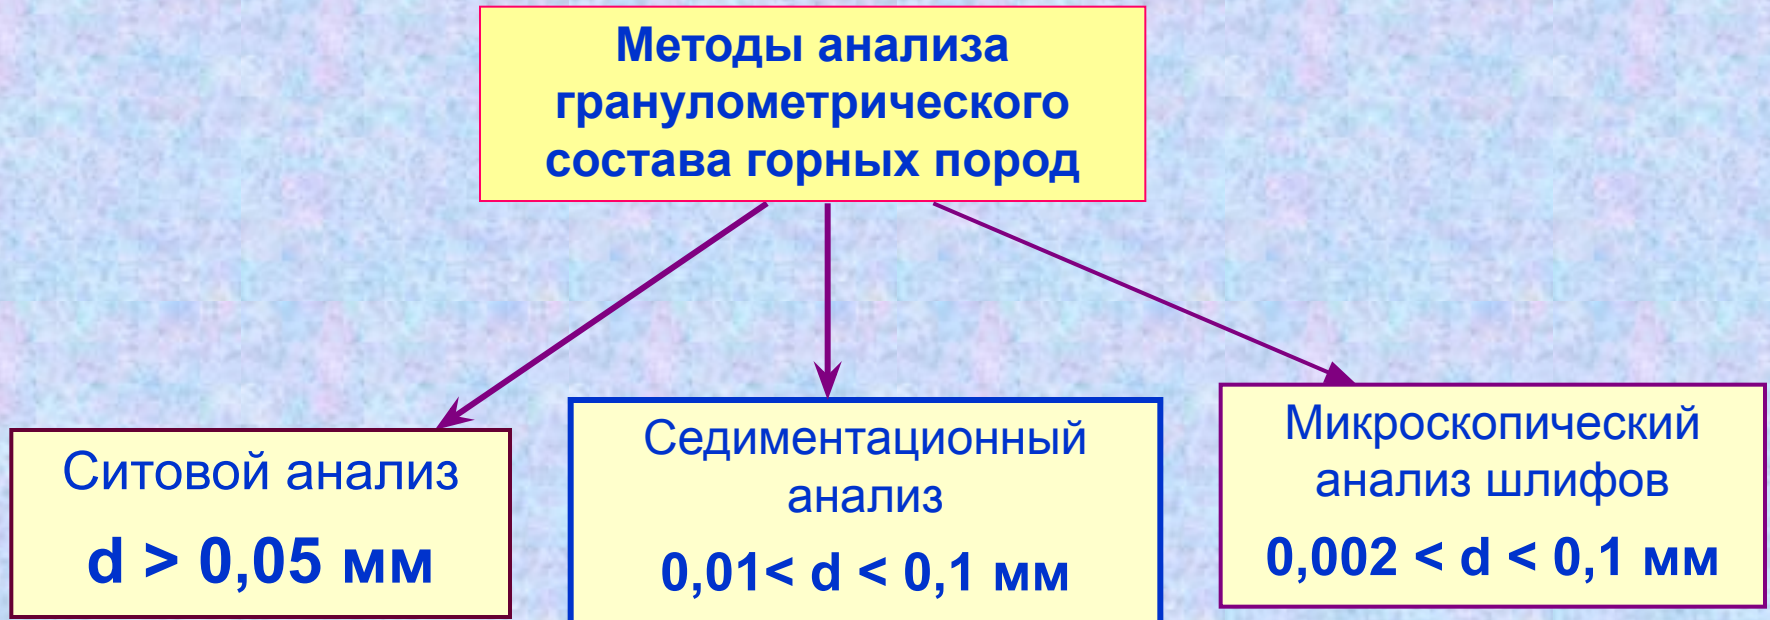 Методы анализа
гранулометрического
состава горных пород
Ситовой анализ
d > 0,05 мм
Седиментационный
анализ
0,01< d < 0,1 мм
Микроскопический
анализ шлифов
0,002 < d < 0,1 мм